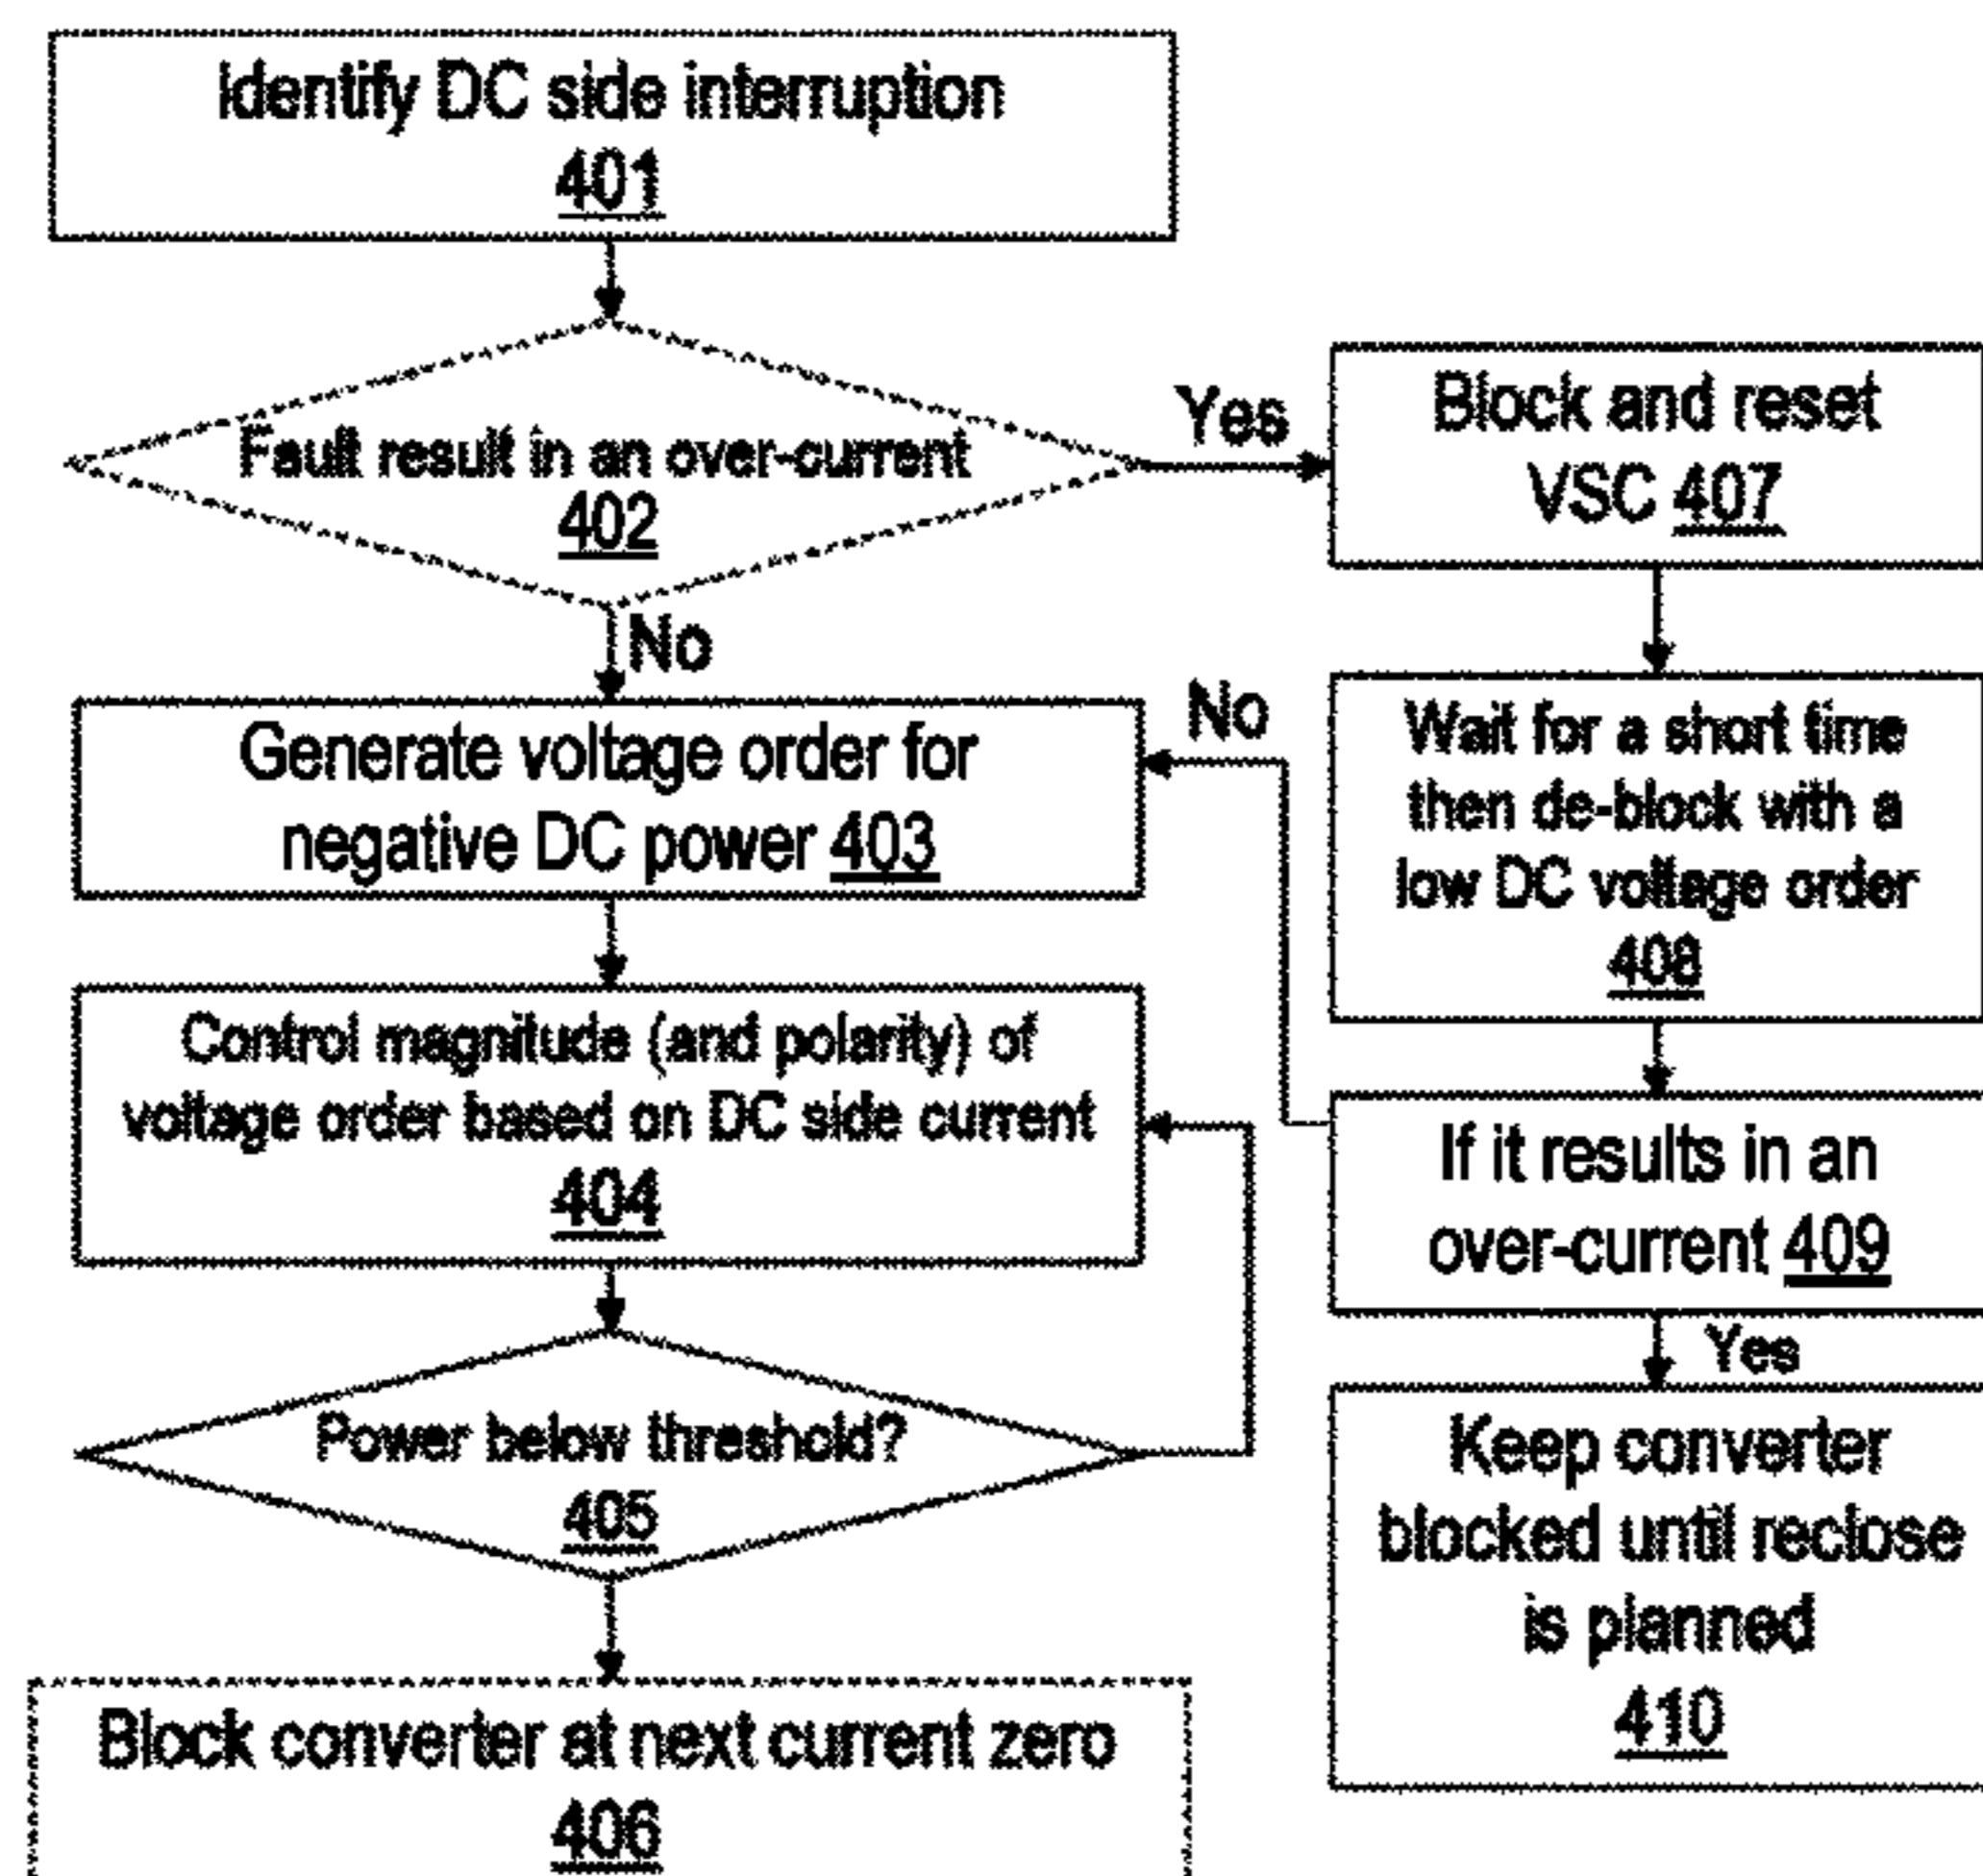 Identify DC side interruption
401
Fault result in an over-current
402
Yes
No
Generate voltage order for
negative DC power 403
Control magnitude (and polarity) of
voltage order based on DC side current
404
Power below threshold?
405
Block converter at next current zero
406
Block and reset
VSC 407
Wait for a short time
then de-block with a
low DC voltage order
408
No
If it results in an
over-current 409
Yes
Keep converter
blocked until reclose
is planned
410